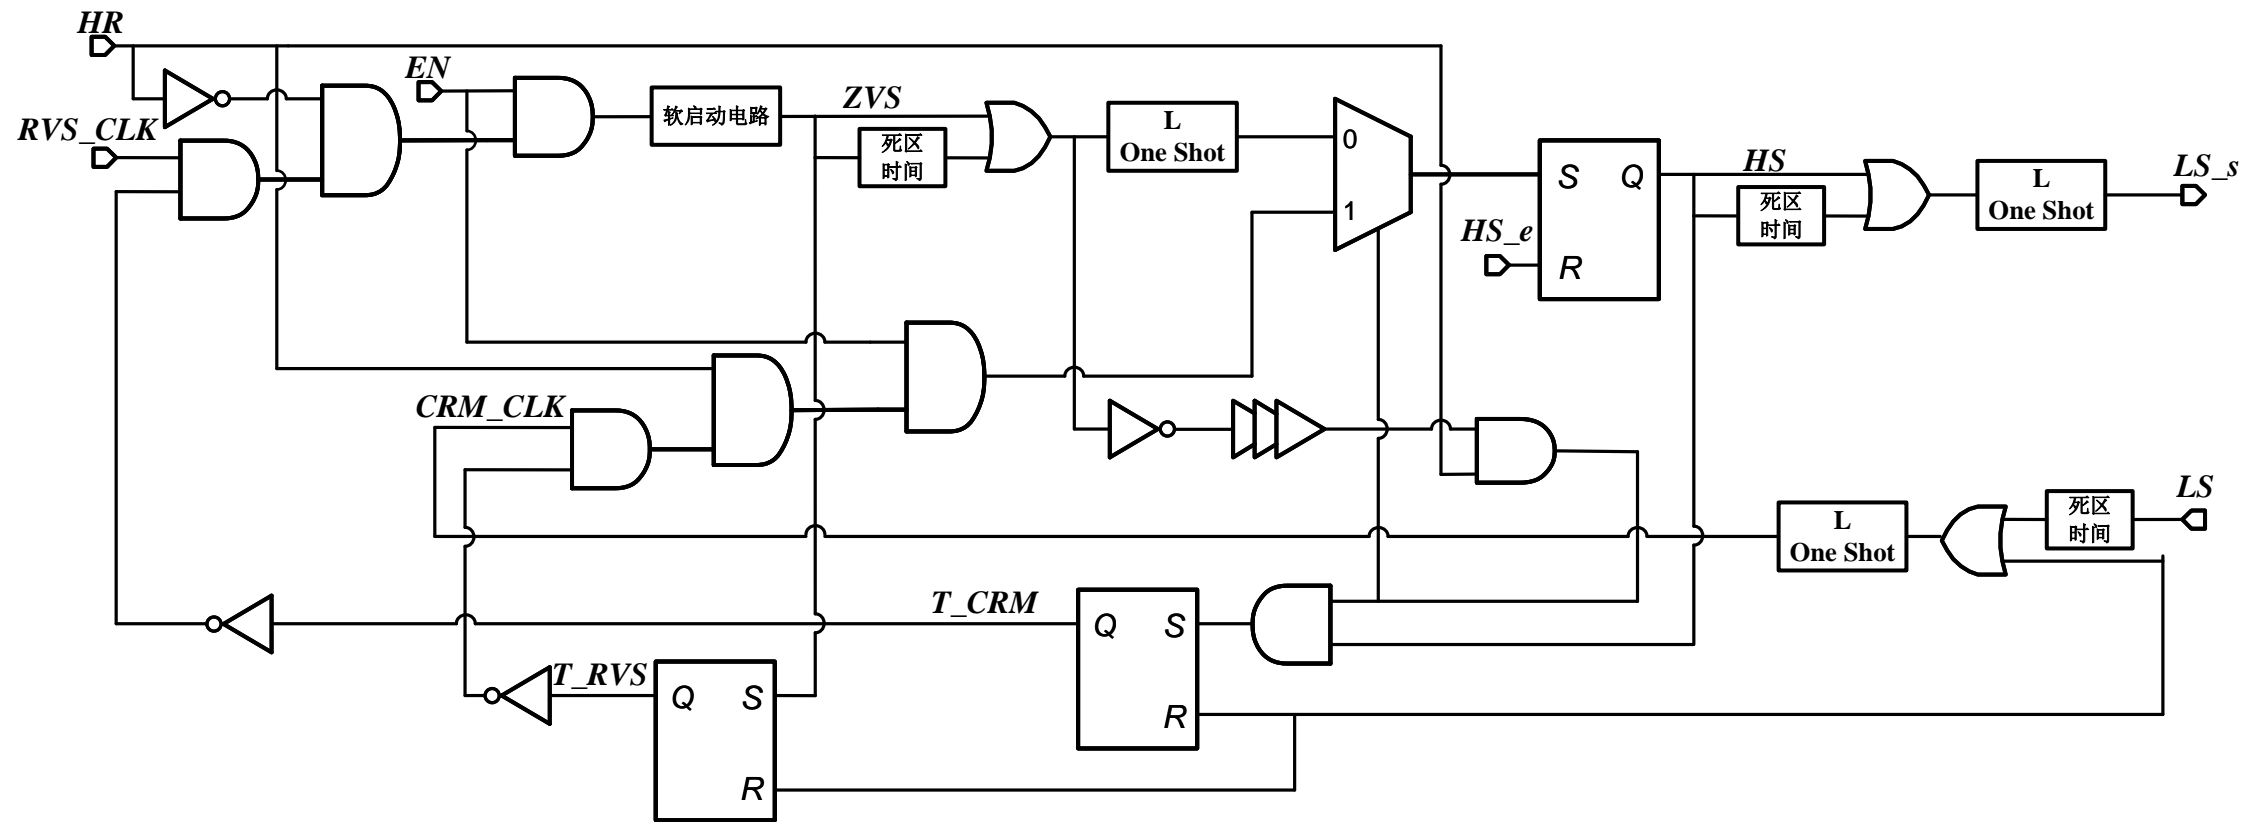 HR
EN
RVS_CLK
软启动电路
ZVS
死区
时间
L
One Shot
0
1
S
Q
HS_e
R
HS
死区
时间
L
One Shot
LS_s
CRM_CLK
LS
死区
时间
L
One Shot
T_CRM
Q
S
R
T_RVS
Q
S
R